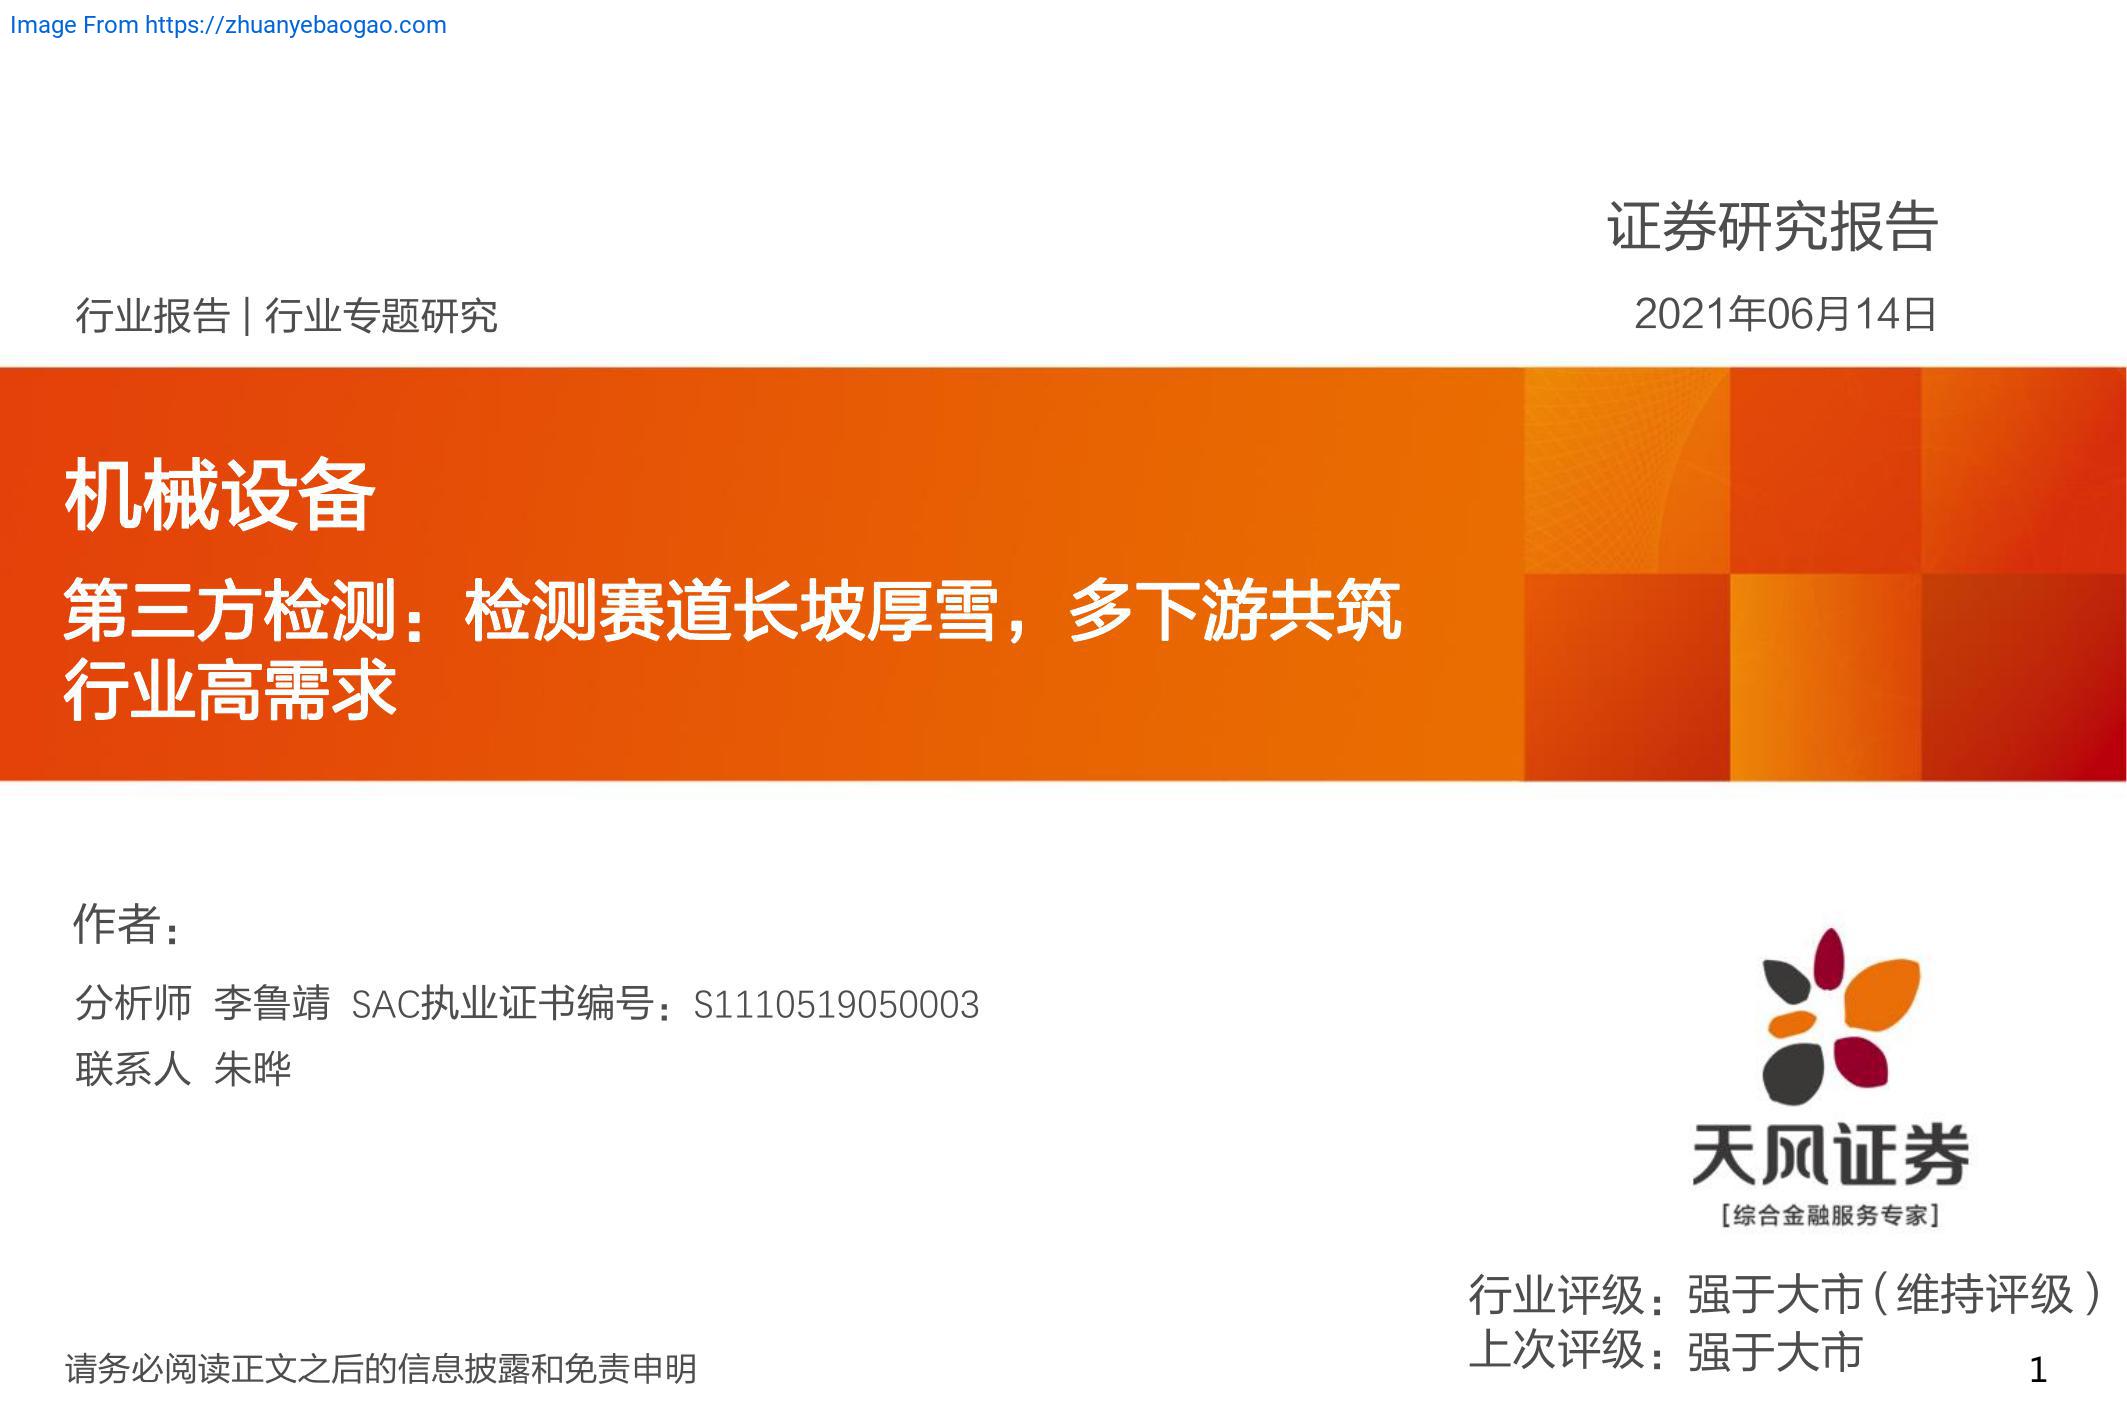 Image From https://zhuanyebaogao.com
证券研究报告
行业报告 | 行业专题研究
2021年06月14日
机械设备
第三方检测：检测赛道长坡厚雪，多下游共筑
行业高需求
作者：
分析师 李鲁靖 SAC执业证书编号：S1110519050003
联系人 朱晔
天风证券
[综合金融服务专家]
行业评级：强于大市（维持评级）
上次评级：强于大市
请务必阅读正文之后的信息披露和免责申明
1